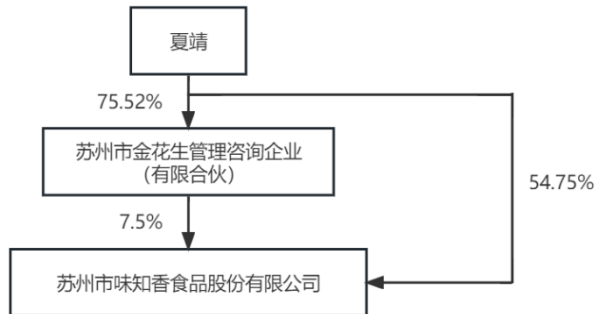 夏靖
75.52%
苏州市金花生管理咨询企业
（有限合伙）
54.75%
7.5%
苏州市味知香食品股份有限公司